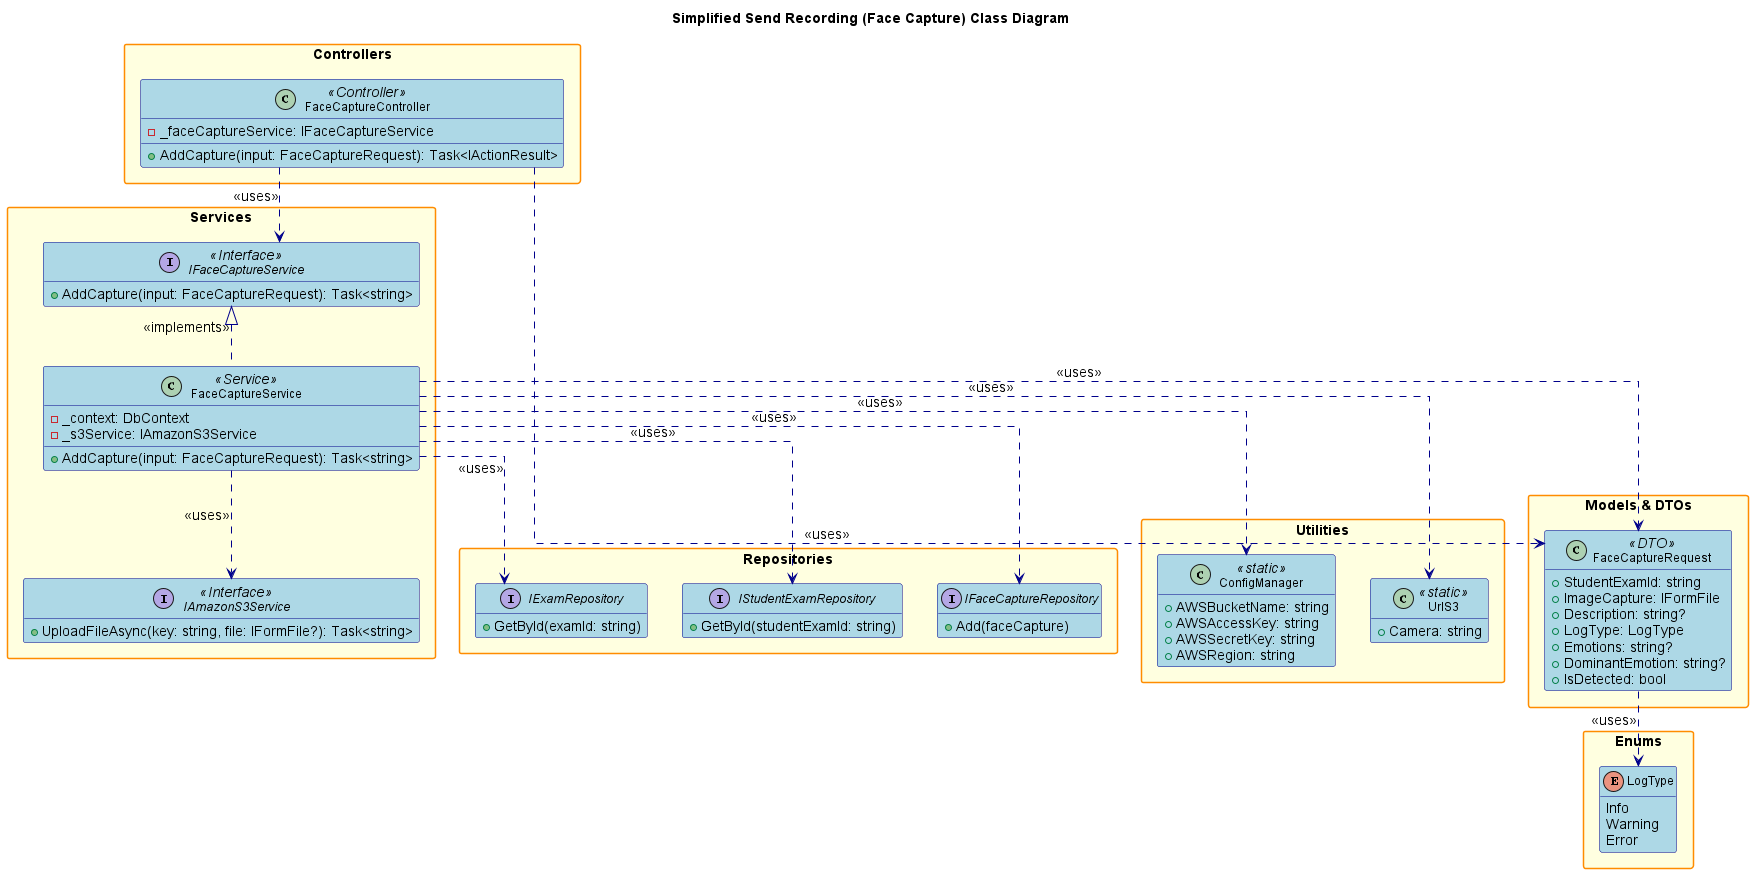 Simplified Send Recording (Face Capture) Class Diagram
Controllers
C
«Controller»
FaceCaptureController
_faceCaptureService: IFaceCaptureService
AddCapture(input: FaceCaptureRequest): Task<IActionResult>
«uses»
Services
I
«Interface»
IFaceCaptureService
AddCapture(input: FaceCaptureRequest): Task<string>
«implements»
C
«Service»
FaceCaptureService
_context: DbContext
_s3Service: IAmazonS3Service
AddCapture(input: FaceCaptureRequest): Task<string>
«uses»
«uses»
«uses»
«uses»
«uses»
«uses»
«uses»
«uses»
I
«Interface»
IAmazonS3Service
UploadFileAsync(key: string, file: IFormFile?): Task<string>
Repositories
I IExamRepository
GetById(examId: string)
I IStudentExamRepository
GetById(studentExamId: string)
I IFaceCaptureRepository
Add(faceCapture)
Utilities
C
«static»
ConfigManager
AWSBucketName: string
AWSAccessKey: string
AWSSecretKey: string
AWSRegion: string
C
«static»
UrlS3
Camera: string
Models & DTOs
C
«DTO»
FaceCaptureRequest
StudentExamId: string
ImageCapture: IFormFile
Description: string?
LogType: LogType
Emotions: string?
DominantEmotion: string?
IsDetected: bool
«uses»
Enums
E LogType
Info
Warning
Error